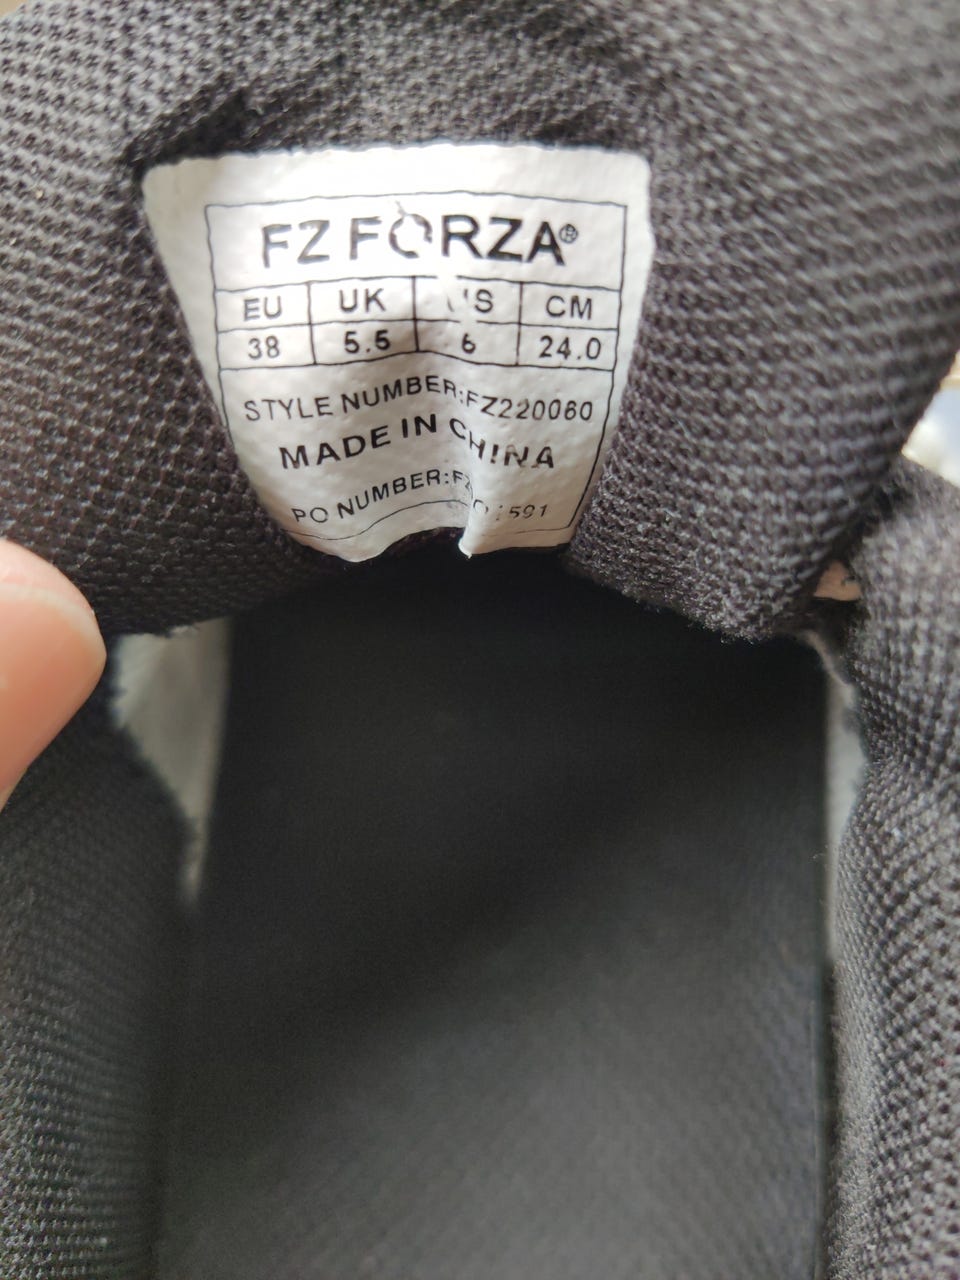 FZ FORZA®
EU UK US CM
38 5.5 6 24.0
STYLE NUMBER:FZ220060
MADE IN CHINA
PO NUMBER: